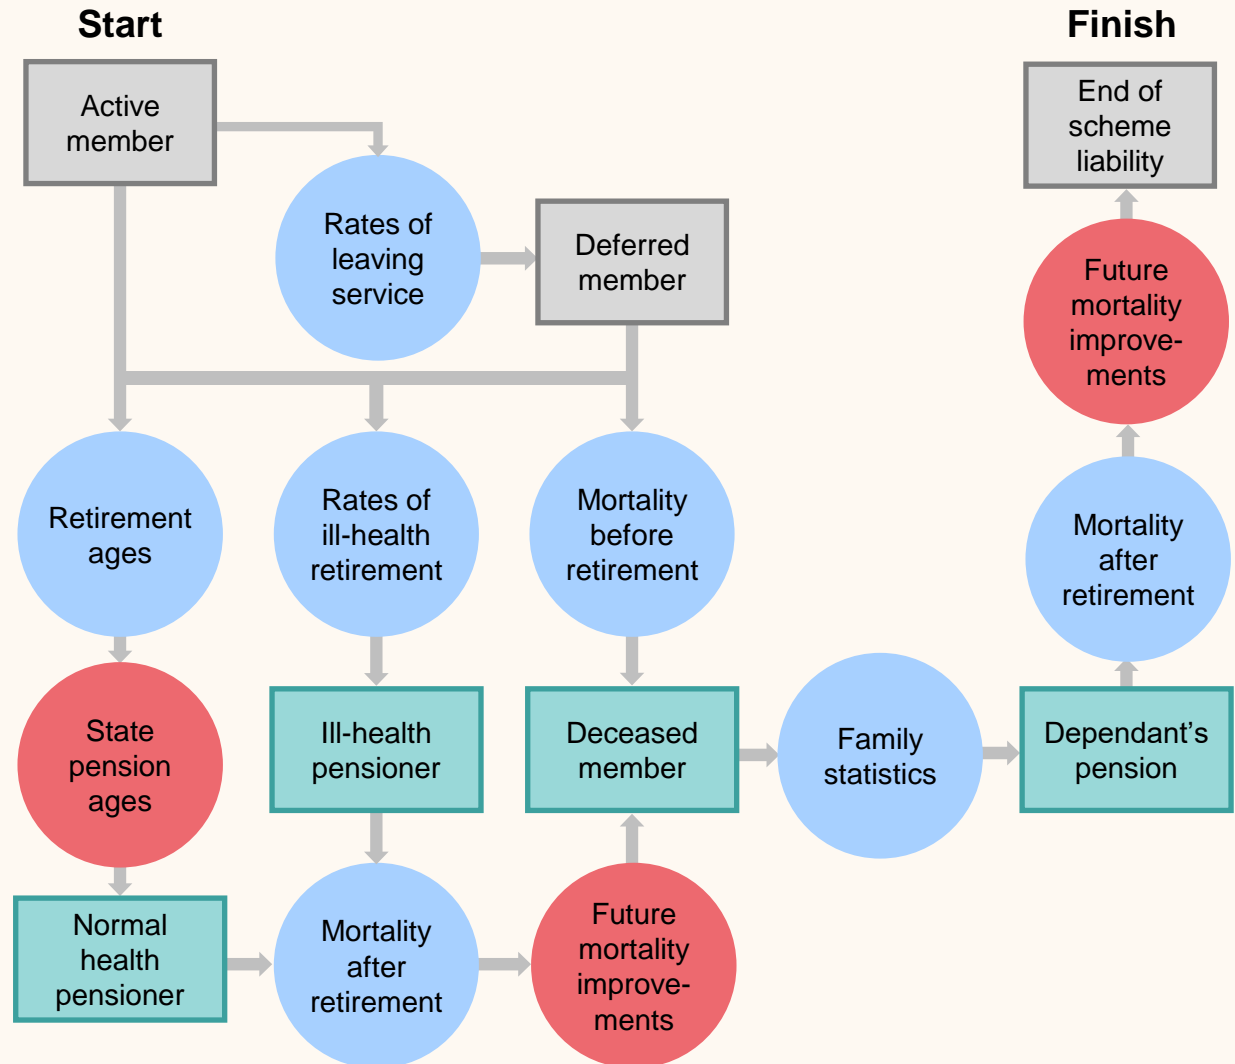 Start
Finish
Active
member
End of
scheme
liability
Rates of
leaving
service
Deferred
member
Future
mortality
improve-
ments
Retirement
ages
Rates of
ill-health
retirement
Mortality
before
retirement
Mortality
after
retirement
State
pension
ages
Ill-health
pensioner
Deceased
member
Family
statistics
Dependant's
pension
Normal
health
pensioner
Mortality
after
retirement
Future
mortality
improve-
ments